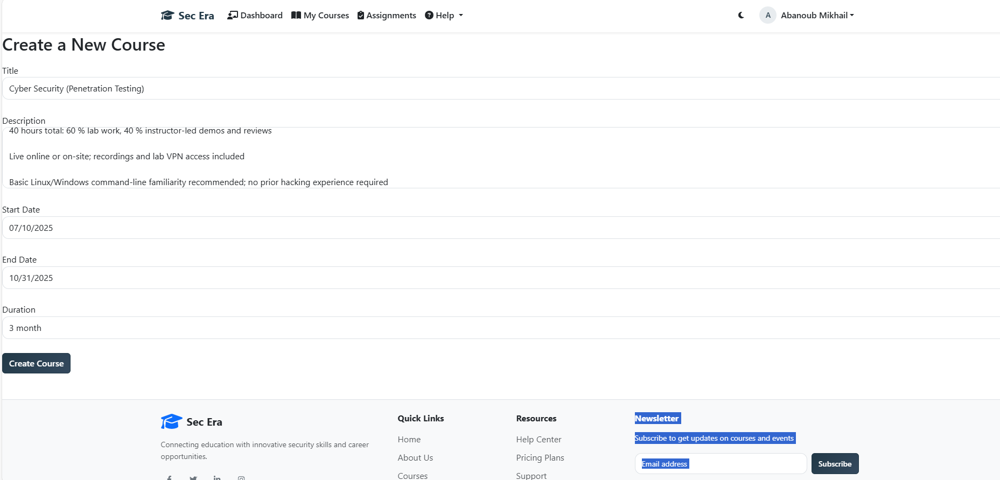 Sec Era Dashboard My Courses Assignments Help A Abanoub Mikhail
Create a New Course
Title
Cyber Security (Penetration Testing)
Description
40 hours total: 60 % lab work, 40 % instructor-led demos and reviews
Live online or on-site; recordings and lab VPN access included
Basic Linux/Windows command-line familiarity recommended; no prior hacking experience required
Start Date
07/10/2025
End Date
10/31/2025
Duration
3 month
Create Course
Sec Era
Connecting education with innovative security skills and career
opportunities.
Quick Links
Home
About Us
Courses
Resources
Help Center
Pricing Plans
Support
Newsletter
Subscribe to get updates on courses and events
Email address Subscribe